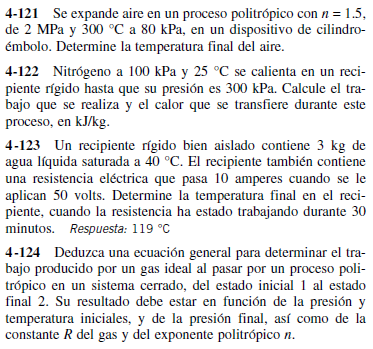 4-121 Se expande aire en un proceso politrópico con n = 1.5,
de 2 MPa y 300 °C a 80 kPa, en un dispositivo de cilindro-
émbolo. Determine la temperatura final del aire.
4-122 Nitrógeno a 100 kPa y 25 °C se calienta en un reci-
piente rígido hasta que su presión es 300 kPa. Calcule el tra-
bajo que se realiza y el calor que se transfiere durante este
proceso, en kJ/kg.
4-123 Un recipiente rígido bien aislado contiene 3 kg de
agua líquida saturada a 40 °C. El recipiente también contiene
una resistencia eléctrica que pasa 10 amperes cuando se le
aplican 50 volts. Determine la temperatura final en el reci-
piente, cuando la resistencia ha estado trabajando durante 30
minutos. Respuesta: 119 °C
4-124 Deduzca una ecuación general para determinar el tra-
bajo producido por un gas ideal al pasar por un proceso poli-
trópico en un sistema cerrado, del estado inicial 1 al estado
final 2. Su resultado debe estar en función de la presión y
temperatura iniciales, y de la presión final, así como de la
constante R del gas y del exponente politrópico n.